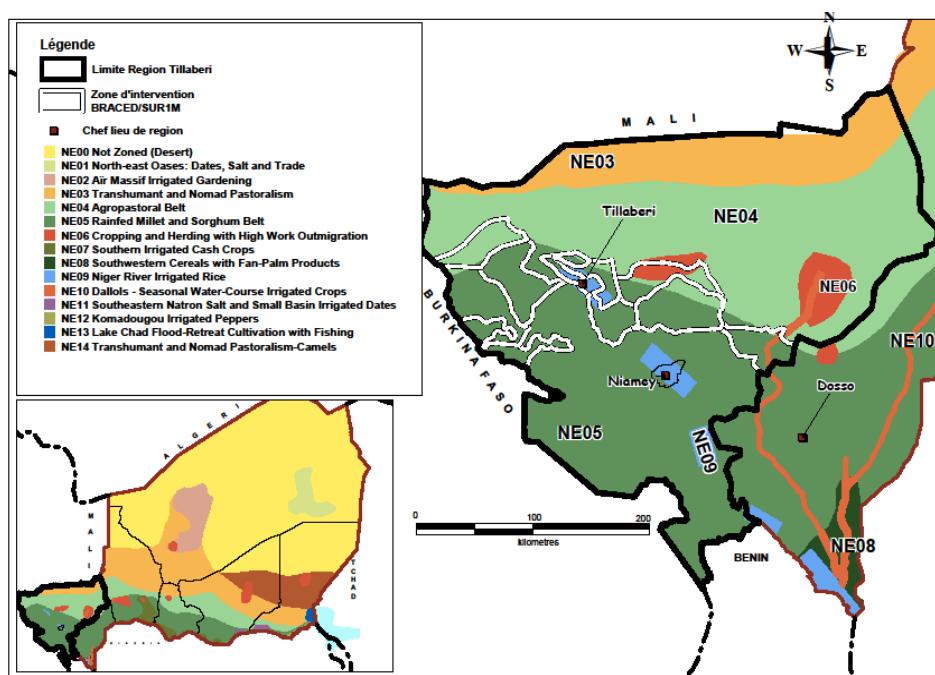 Légende
Limite Region Tillaberi
Zone d'intervention
BRACED/SUR1M
Chef lieu de region
NE00 Not Zoned (Desert)
NE01 North-east Oases: Dates, Salt and Trade
NE02 Aïr Massif Irrigated Gardening
NE03 Transhumant and Nomad Pastoralism
NE04 Agropastoral Belt
NE05 Rainfed Millet and Sorghum Belt
NE06 Cropping and Herding with High Work Outmigration
NE07 Southern Irrigated Cash Crops
NE08 Southwestern Cereals with Fan-Palm Products
NE09 Niger River Irrigated Rice
NE10 Dallols - Seasonal Water-Course Irrigated Crops
NE11 Southeastern Natron Salt and Small Basin Irrigated Dates
NE12 Komadougou Irrigated Peppers
NE13 Lake Chad Flood-Retreat Cultivation with Fishing
NE14 Transhumant and Nomad Pastoralism-Camels
N
W E
S
MALI
NE03
Tillaberi
NE04
NE06
BURKINA FASO
NE10
Niamey
Dosso
NE05
NE09
0 100 200
kilometres
BENIN
NE08
ALGERI
MALI
TCHAD